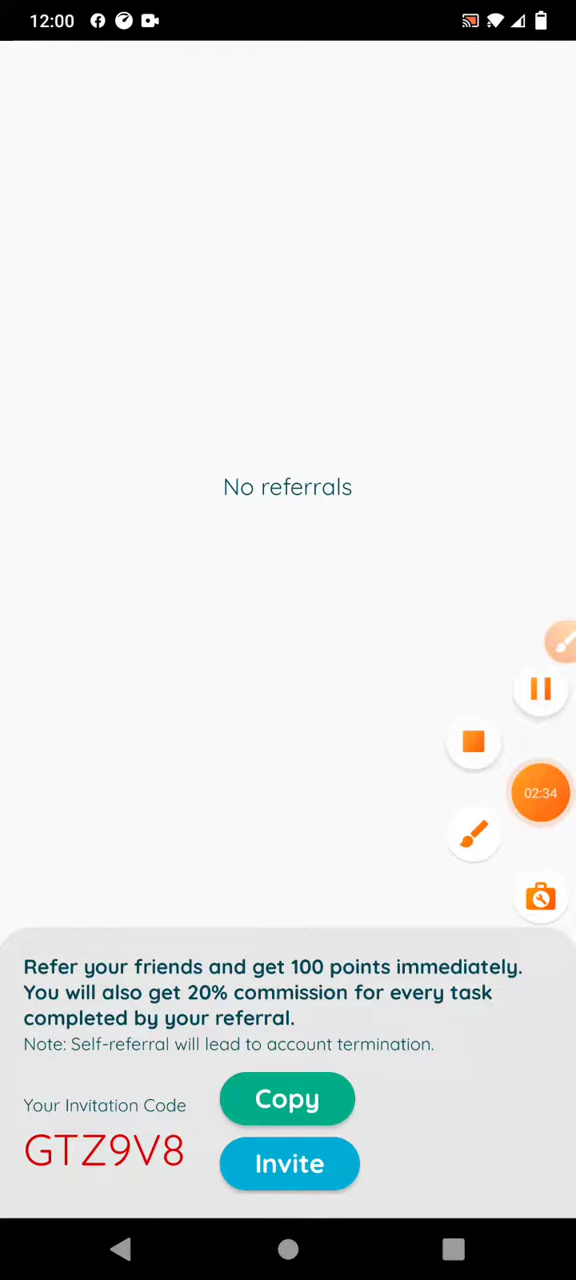 12:00
No referrals
02:34
Refer your friends and get 100 points immediately.
You will also get 20% commission for every task
completed by your referral.
Note: Self-referral will lead to account termination.
Your Invitation Code
GTZ9V8
Copy
Invite